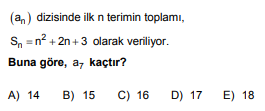 (aₙ) dizisinde ilk n terimin toplamı,
Sₙ = n² + 2n + 3 olarak veriliyor.
Buna göre, a₇ kaçtır?
A) 14 B) 15 C) 16 D) 17 E) 18